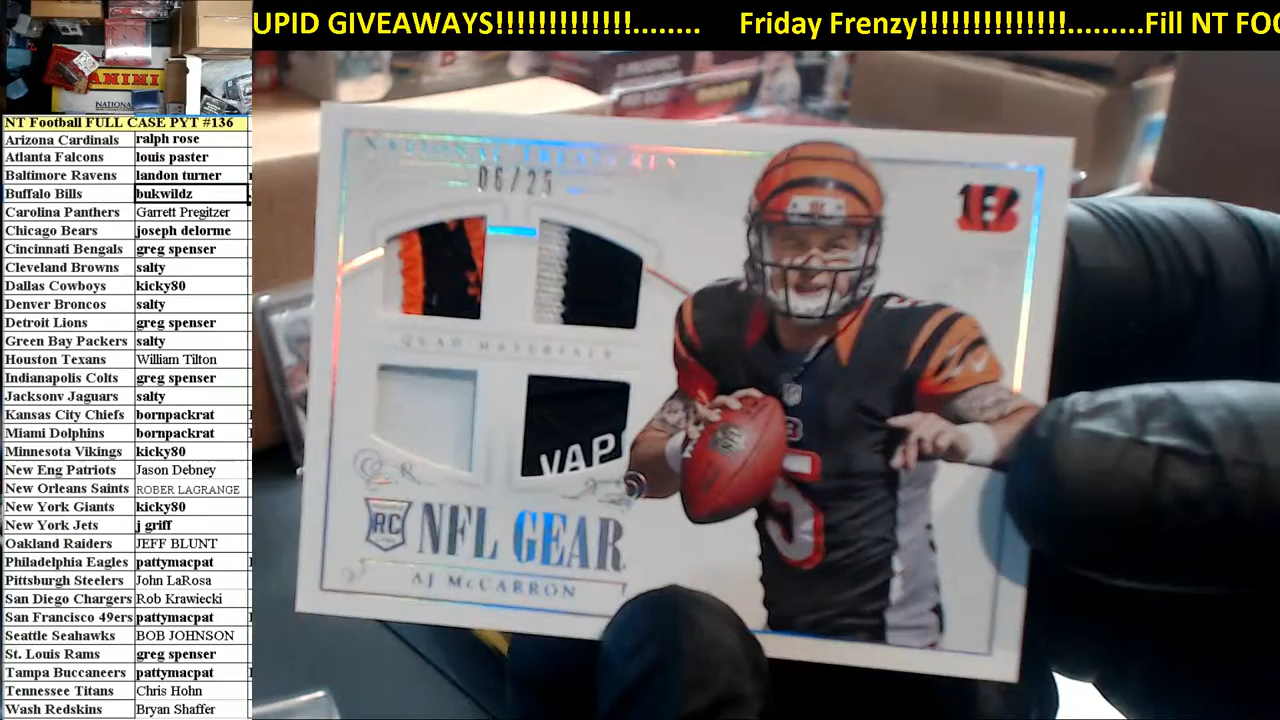 UPID GIVEAWAYS!!!!!!!!!!!!!........ Friday Frenzy!!!!!!!!!!!!!!.........Fill NT FOO
PANINI
NATIONA
NT Football FULL CASE PYT #136
Arizona Cardinals ralph rose
Atlanta Falcons louis paster
Baltimore Ravens landon turner
Buffalo Bills bukwildz
Carolina Panthers Garrett Pregitzer
Chicago Bears joseph delorme
Cincinnati Bengals greg spenser
Cleveland Browns salty
Dallas Cowboys kicky80
Denver Broncos salty
Detroit Lions greg spenser
Green Bay Packers salty
Houston Texans William Tilton
Indianapolis Colts greg spenser
Jacksonv Jaguars salty
Kansas City Chiefs bornpackrat
Miami Dolphins bornpackrat
Minnesota Vikings kicky80
New Eng Patriots Jason Debney
New Orleans Saints ROBER LAGRANGE
New York Giants kicky80
New York Jets j griff
Oakland Raiders JEFF BLUNT
Philadelphia Eagles pattymacpat
Pittsburgh Steelers John LaRosa
San Diego Chargers Rob Krawiecki
San Francisco 49ers pattymacpat
Seattle Seahawks BOB JOHNSON
St. Louis Rams greg spenser
Tampa Buccaneers pattymacpat
Tennessee Titans Chris Hohn
Wash Redskins Bryan Shaffer
NATIONAL TREASURES
06/25
QUAD MATERIALS
VAP
RC
NFL GEAR
AJ McCARRON
5